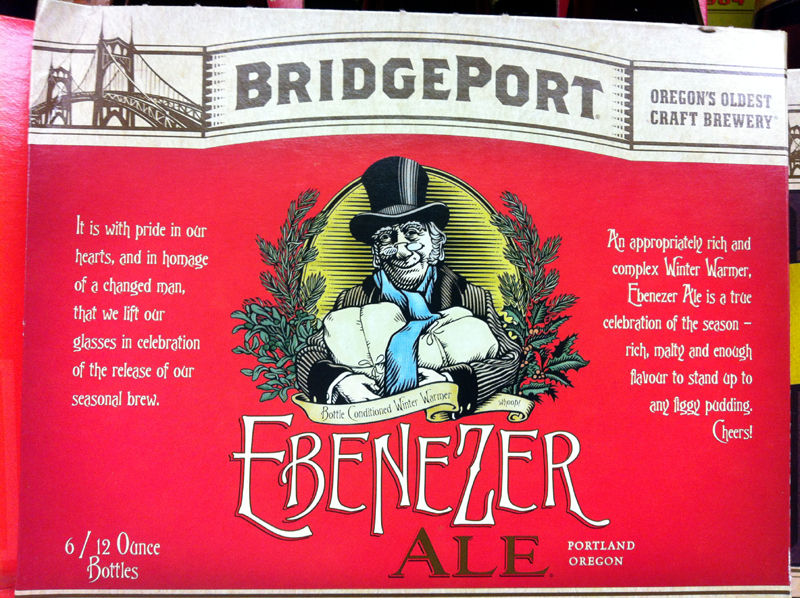 BRIDGEPORT
OREGON'S OLDEST
CRAFT BREWERY
It is with pride in our
hearts, and in homage
of a changed man,
that we lift our
glasses in celebration
of the release of our
seasonal brew.
An appropriately rich and
complex Winter Warmer,
Ebenezer Ale is a true
celebration of the season –
rich, malty and enough
flavour to stand up to
any figgy pudding.
Cheers!
Bottle Conditioned Winter Warmer
whoop!
EBENEZER
ALE
PORTLAND
OREGON
6 / 12 Ounce
Bottles